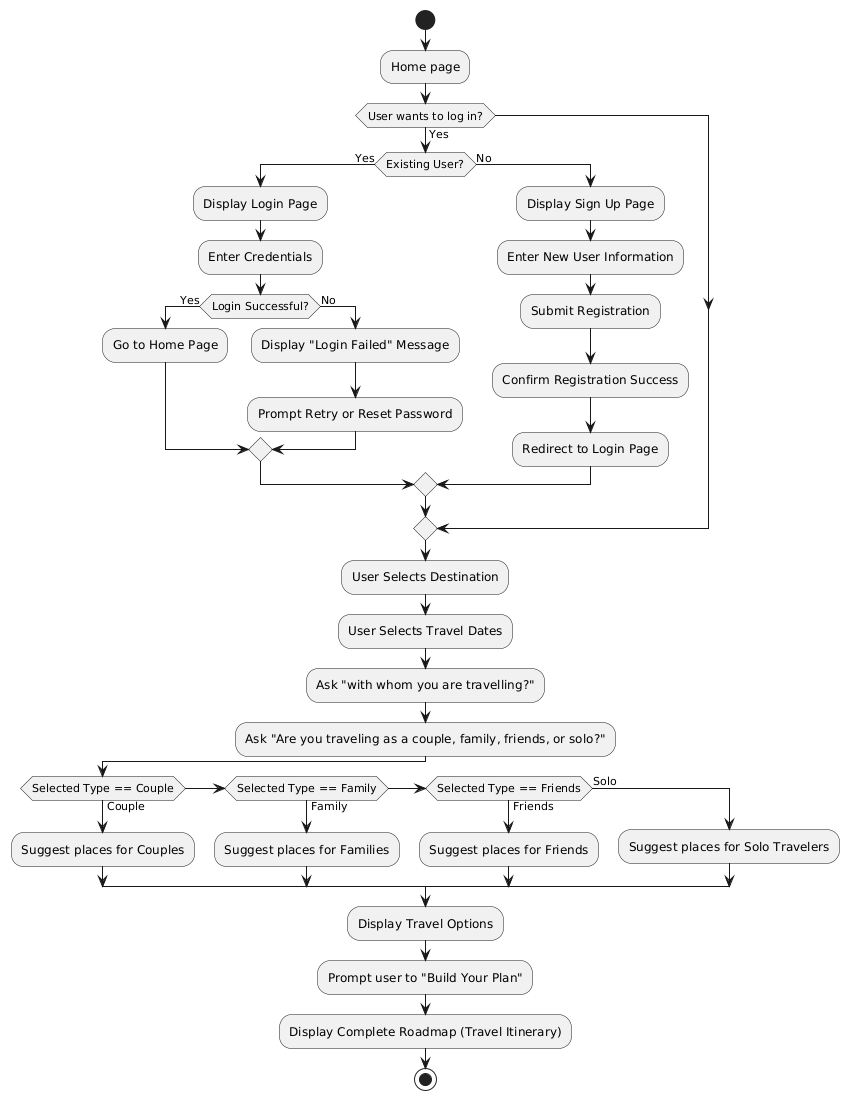 Home page
User wants to log in?
Yes
Yes
Existing User?
No
Display Login Page
Display Sign Up Page
Enter Credentials
Enter New User Information
Yes
Login Successful?
No
Submit Registration
Go to Home Page
Display "Login Failed" Message
Confirm Registration Success
Prompt Retry or Reset Password
Redirect to Login Page
User Selects Destination
User Selects Travel Dates
Ask "with whom you are travelling?"
Ask "Are you traveling as a couple, family, friends, or solo?"
Selected Type == Couple
Selected Type == Family
Selected Type == Friends
Solo
Couple
Family
Friends
Suggest places for Couples
Suggest places for Families
Suggest places for Friends
Suggest places for Solo Travelers
Display Travel Options
Prompt user to "Build Your Plan"
Display Complete Roadmap (Travel Itinerary)